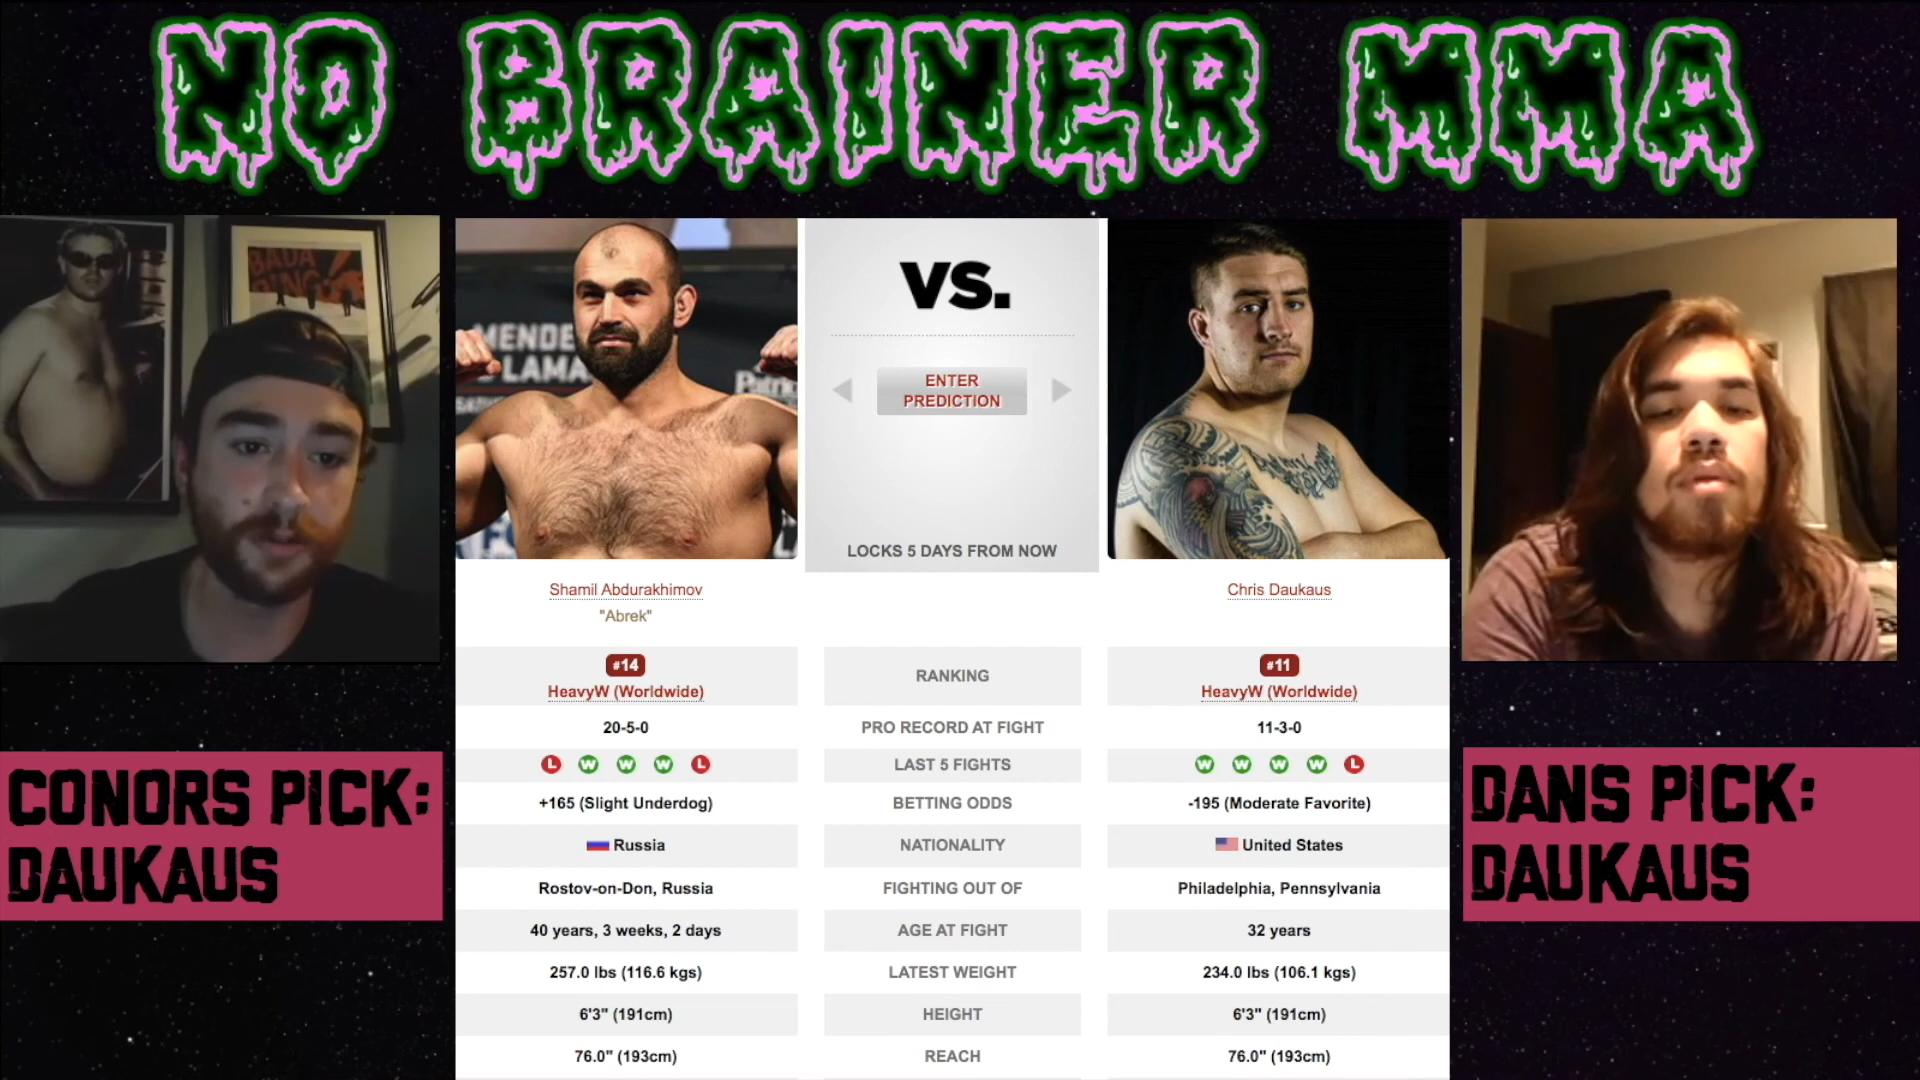 NO BRAINER MMA
BADA
BING
MENDE
LAMA
VS.
ENTER
PREDICTION
LOCKS 5 DAYS FROM NOW
Shamil Abdurakhimov
"Abrek"
Chris Daukaus
#14
HeavyW (Worldwide)
RANKING
#11
HeavyW (Worldwide)
20-5-0
PRO RECORD AT FIGHT
11-3-0
L W W W L
LAST 5 FIGHTS
W W W W L
+165 (Slight Underdog)
BETTING ODDS
-195 (Moderate Favorite)
Russia
NATIONALITY
United States
Rostov-on-Don, Russia
FIGHTING OUT OF
Philadelphia, Pennsylvania
40 years, 3 weeks, 2 days
AGE AT FIGHT
32 years
257.0 lbs (116.6 kgs)
LATEST WEIGHT
234.0 lbs (106.1 kgs)
6'3" (191cm)
HEIGHT
6'3" (191cm)
76.0" (193cm)
REACH
76.0" (193cm)
CONORS PICK:
DAUKAUS
DANS PICK:
DAUKAUS